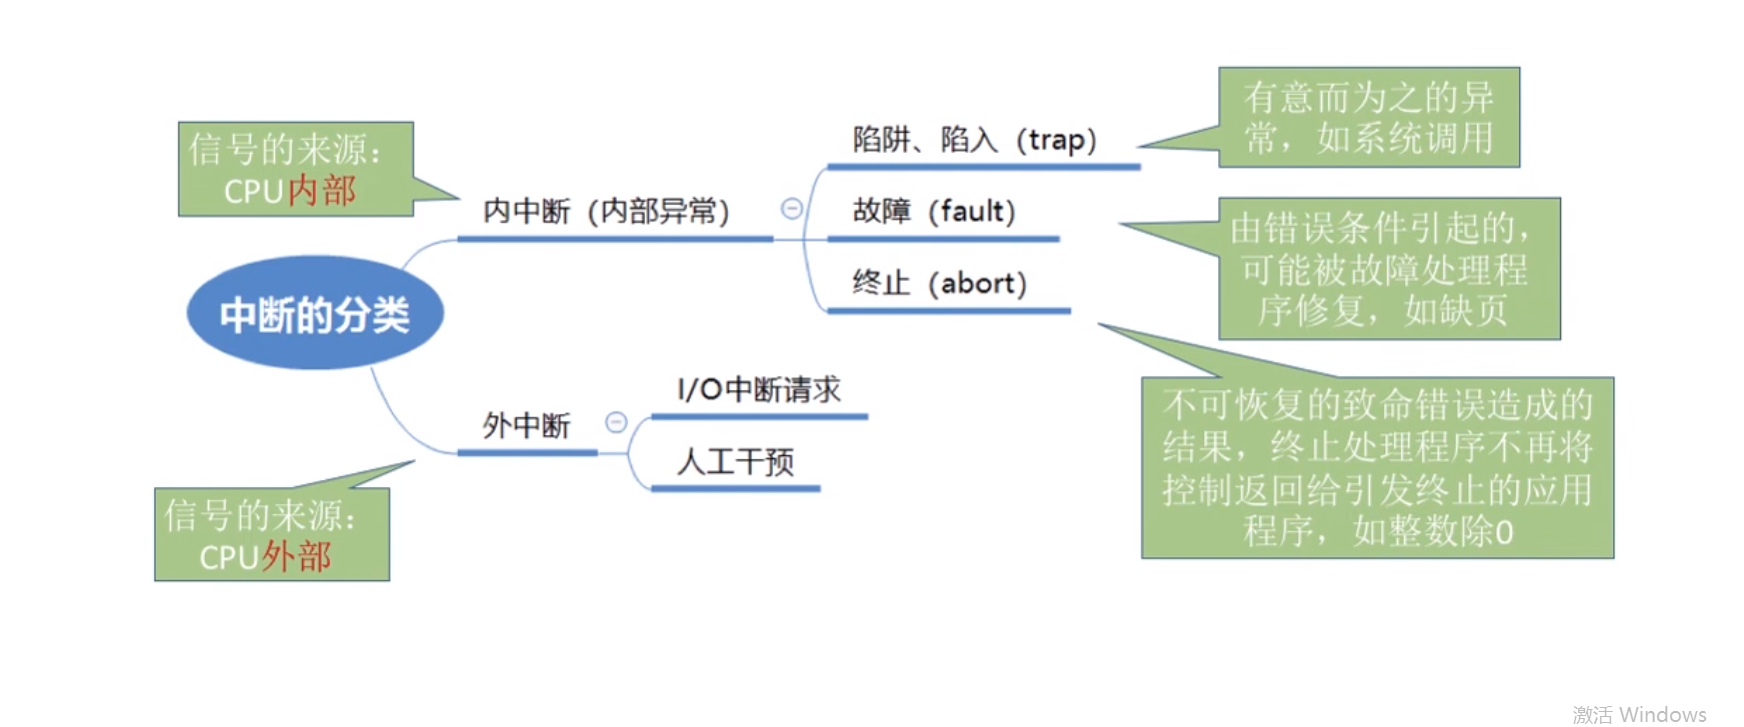 信号的来源：
CPU内部
中断的分类
内中断（内部异常）
陷阱、陷入（trap）
有意而为之的异
常，如系统调用
故障（fault）
由错误条件引起的，
可能被故障处理程
序修复，如缺页
终止（abort）
不可恢复的致命错误造成的
结果，终止处理程序不再将
控制返回给引发终止的应用
程序，如整数除0
外中断
I/O中断请求
人工干预
信号的来源：
CPU外部
激活 Windows